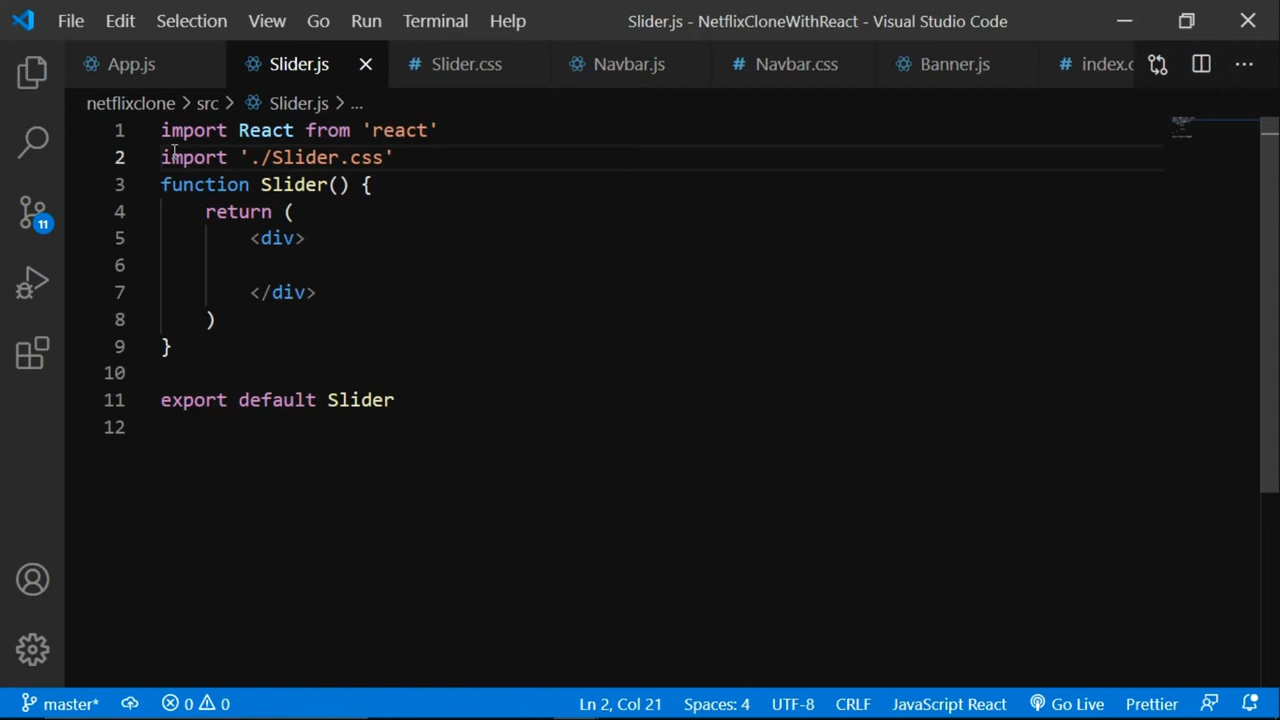 File Edit Selection View Go Run Terminal Help Slider.js - NetflixCloneWithReact - Visual Studio Code
App.js Slider.js # Slider.css Navbar.js # Navbar.css Banner.js # index.c ...
netflixclone > src > Slider.js > ...
1 import React from 'react'
2 import './Slider.css'
3 function Slider() {
4 return (
5 <div>
6
7 </div>
8 )
9 }
10
11 export default Slider
12
11
master* 0 0 Ln 2, Col 21 Spaces: 4 UTF-8 CRLF JavaScript React Go Live Prettier